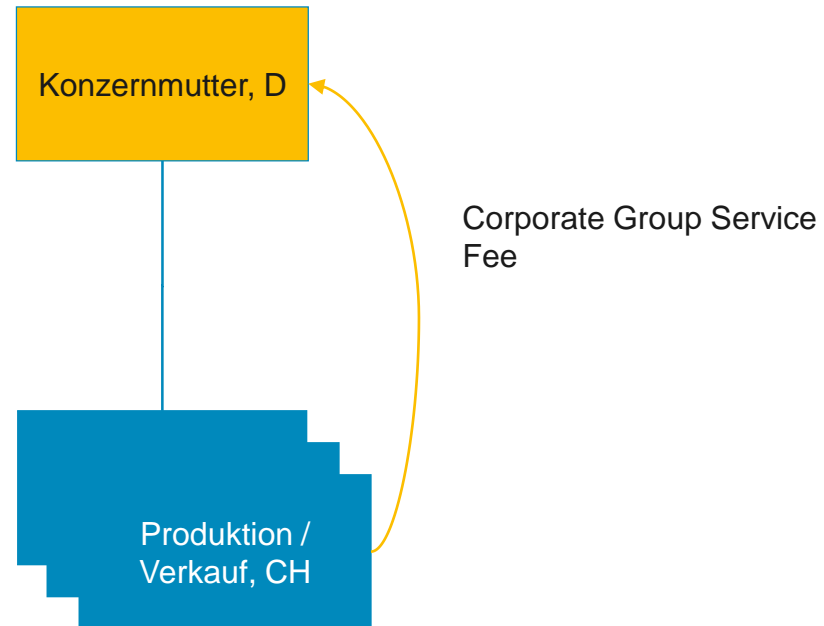 Konzernmutter, D
Corporate Group Service
Fee
Produktion /
Verkauf, CH